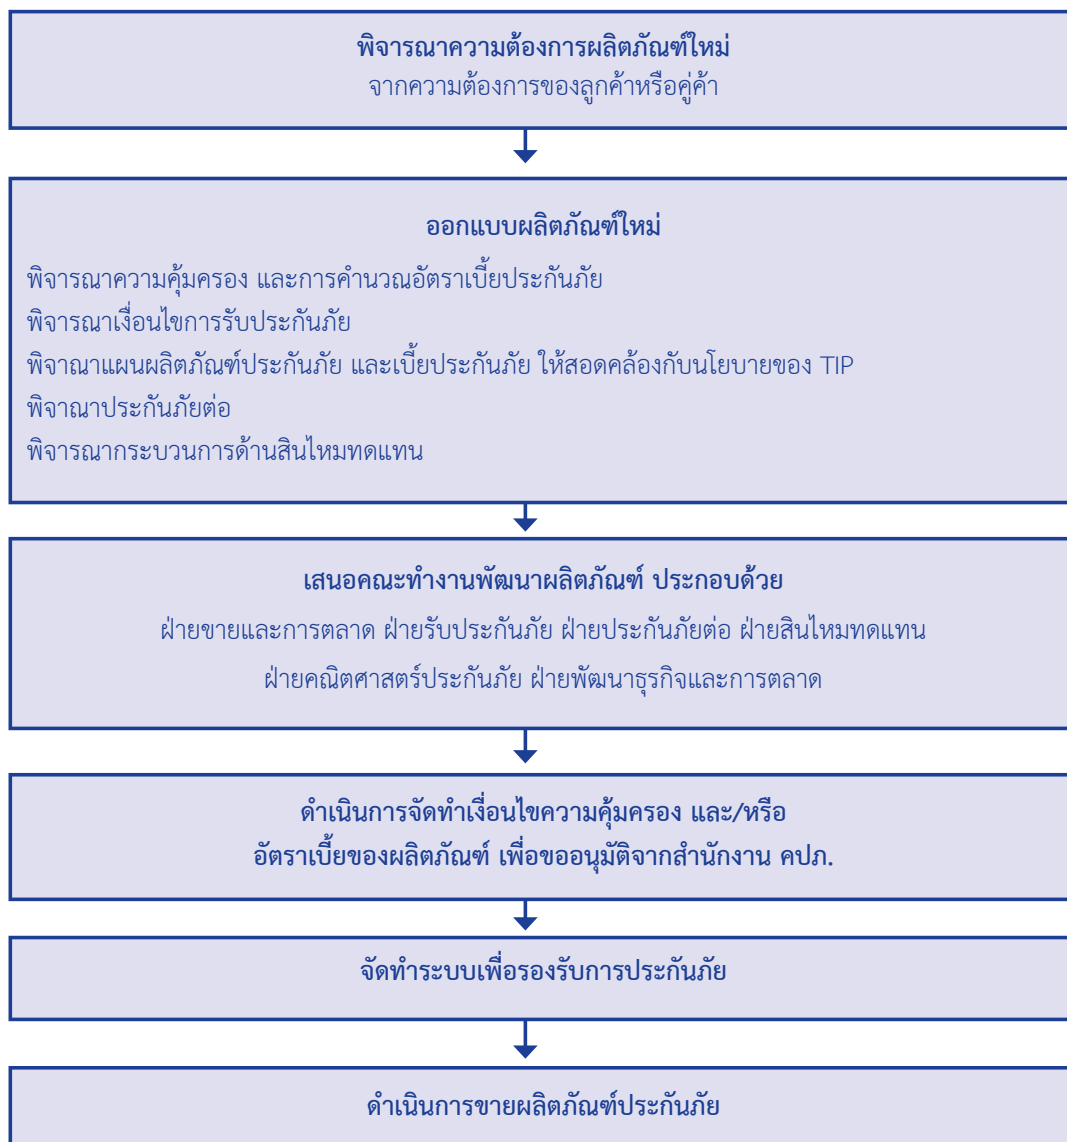 พิจารณาความต้องการผลิตภัณฑ์ใหม่
จากความต้องการของลูกค้าหรือคู่ค้า
ออกแบบผลิตภัณฑ์ใหม่
พิจารณาความคุ้มครอง และการคำนวณอัตราเบี้ยประกันภัย
พิจารณาเงื่อนไขการรับประกันภัย
พิจาณาแผนผลิตภัณฑ์ประกันภัย และเบี้ยประกันภัย ให้สอดคล้องกับนโยบายของ TIP
พิจาณาประกันภัยต่อ
พิจารณากระบวนการด้านสินไหมทดแทน
เสนอคณะทำงานพัฒนาผลิตภัณฑ์ ประกอบด้วย
ฝ่ายขายและการตลาด ฝ่ายรับประกันภัย ฝ่ายประกันภัยต่อ ฝ่ายสินไหมทดแทน
ฝ่ายคณิตศาสตร์ประกันภัย ฝ่ายพัฒนาธุรกิจและการตลาด
ดำเนินการจัดทำเงื่อนไขความคุ้มครอง และ/หรือ
อัตราเบี้ยของผลิตภัณฑ์ เพื่อขออนุมัติจากสำนักงาน คปภ.
จัดทำระบบเพื่อรองรับการประกันภัย
ดำเนินการขายผลิตภัณฑ์ประกันภัย